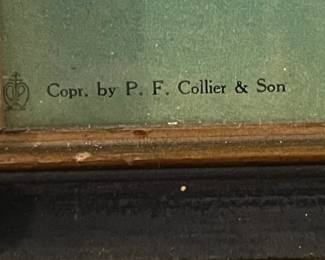 Copr. by P. F. Collier & Son